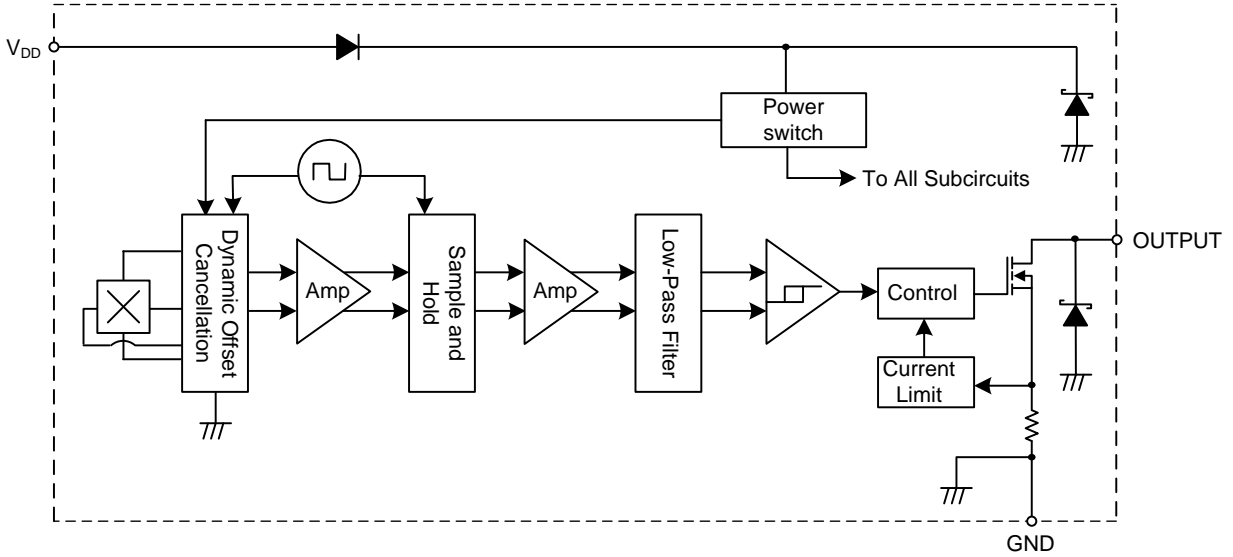 VDD
Power
switch
To All Subcircuits
Dynamic Offset
Cancellation
Amp
Sample and
Hold
Amp
Low-Pass Filter
Control
Current
Limit
OUTPUT
GND